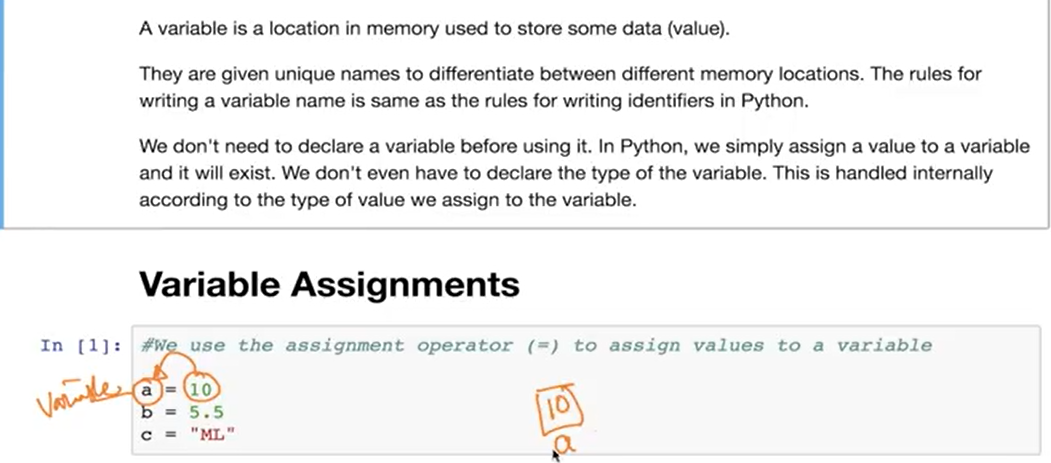 A variable is a location in memory used to store some data (value).
They are given unique names to differentiate between different memory locations. The rules for
writing a variable name is same as the rules for writing identifiers in Python.
We don't need to declare a variable before using it. In Python, we simply assign a value to a variable
and it will exist. We don't even have to declare the type of the variable. This is handled internally
according to the type of value we assign to the variable.
Variable Assignments
In [1]: #We use the assignment operator (=) to assign values to a variable
Variable a = 10
b = 5.5
c = "ML"
10
a